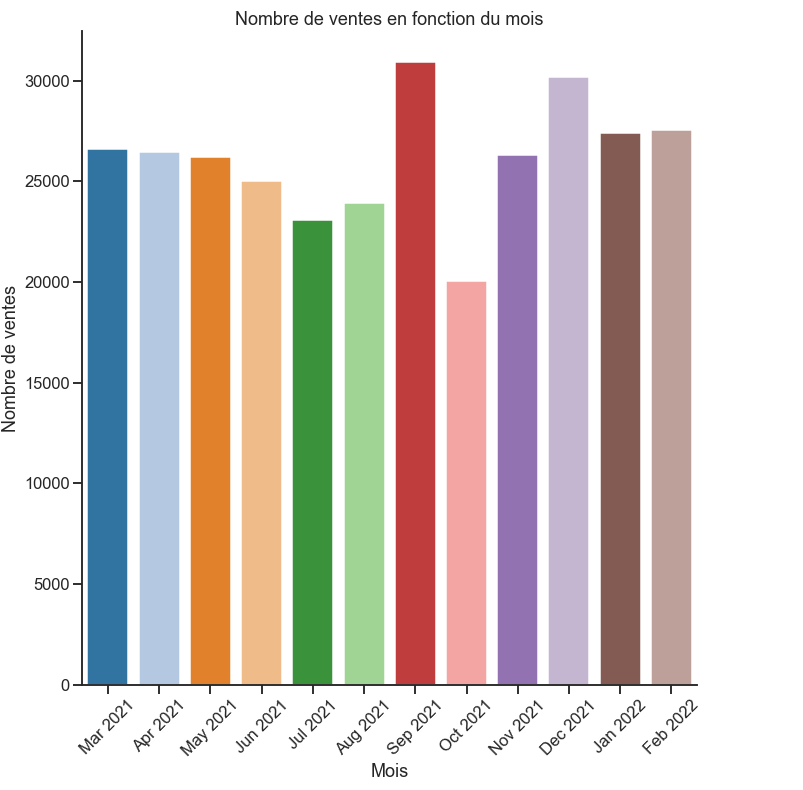 Nombre de ventes en fonction du mois
Nombre de ventes
30000
25000
20000
15000
10000
5000
0
Mar 2021
Apr 2021
May 2021
Jun 2021
Jul 2021
Aug 2021
Sep 2021
Oct 2021
Nov 2021
Dec 2021
Jan 2022
Feb 2022
Mois